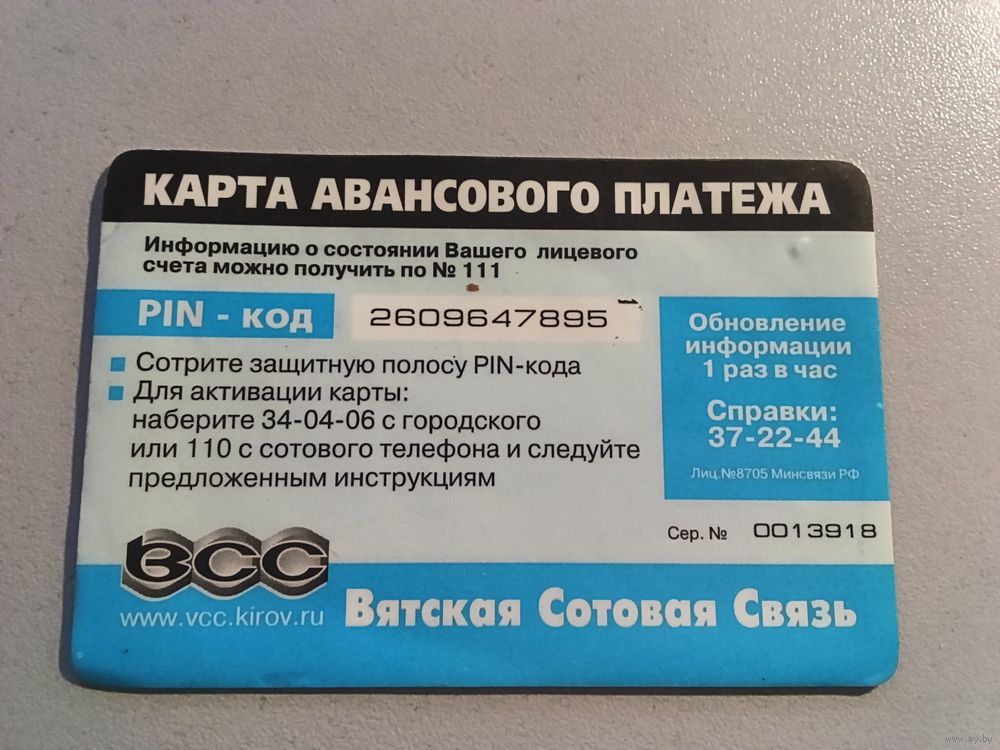 КАРТА АВАНСОВОГО ПЛАТЕЖА
Информацию о состоянии Вашего лицевого
счета можно получить по № 111
PIN - код
2609647895
Сотрите защитную полосу PIN-кода
Для активации карты:
наберите 34-04-06 с городского
или 110 с сотового телефона и следуйте
предложенным инструкциям
Обновление
информации
1 раз в час
Справки:
37-22-44
Лиц.№8705 Минсвязи РФ
Сер. № 0013918
ВСС
www.vcc.kirov.ru
Вятская Сотовая Связь
www.ay.by